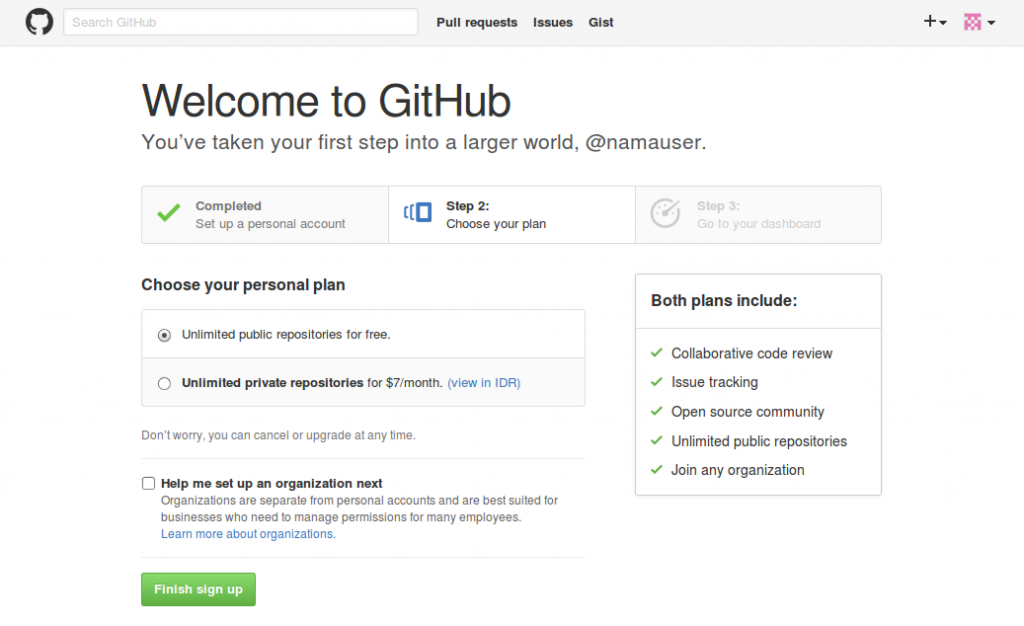 Search GitHub
Pull requests Issues Gist
Welcome to GitHub
You've taken your first step into a larger world, @namauser.
Completed
Set up a personal account
Step 2:
Choose your plan
Step 3:
Go to your dashboard
Choose your personal plan
Unlimited public repositories for free.
Unlimited private repositories for $7/month. (view in IDR)
Don't worry, you can cancel or upgrade at any time.
Help me set up an organization next
Organizations are separate from personal accounts and are best suited for
businesses who need to manage permissions for many employees.
Learn more about organizations.
Finish sign up
Both plans include:
Collaborative code review
Issue tracking
Open source community
Unlimited public repositories
Join any organization